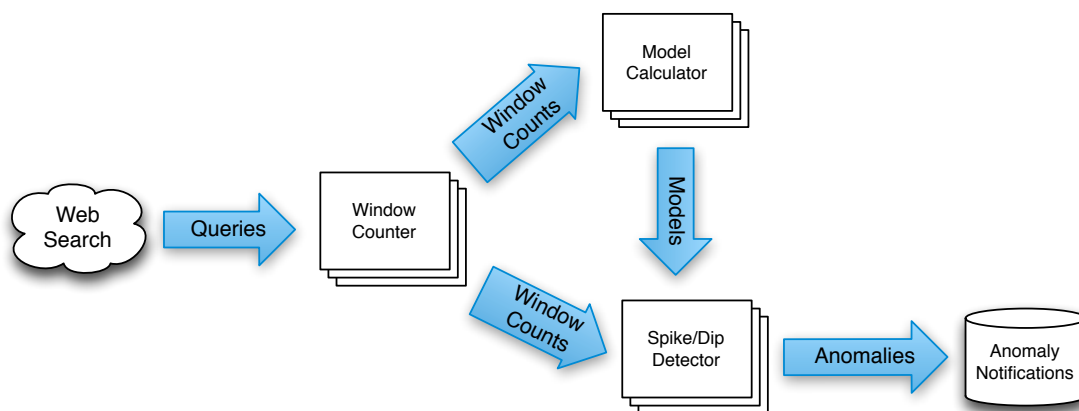 Web
Search
Queries
Window
Counter
Window
Counts
Model
Calculator
Models
Window
Counts
Spike/Dip
Detector
Anomalies
Anomaly
Notifications